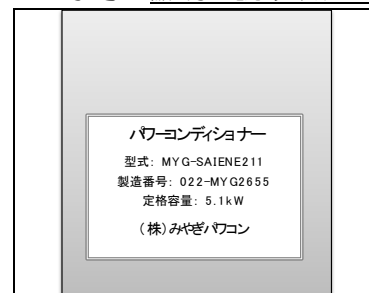 パワーコンディショナー
型式: MYG-SAIENE211
製造番号: 022-MYG2655
定格容量: 5.1kW
（株）みやぎパワコン